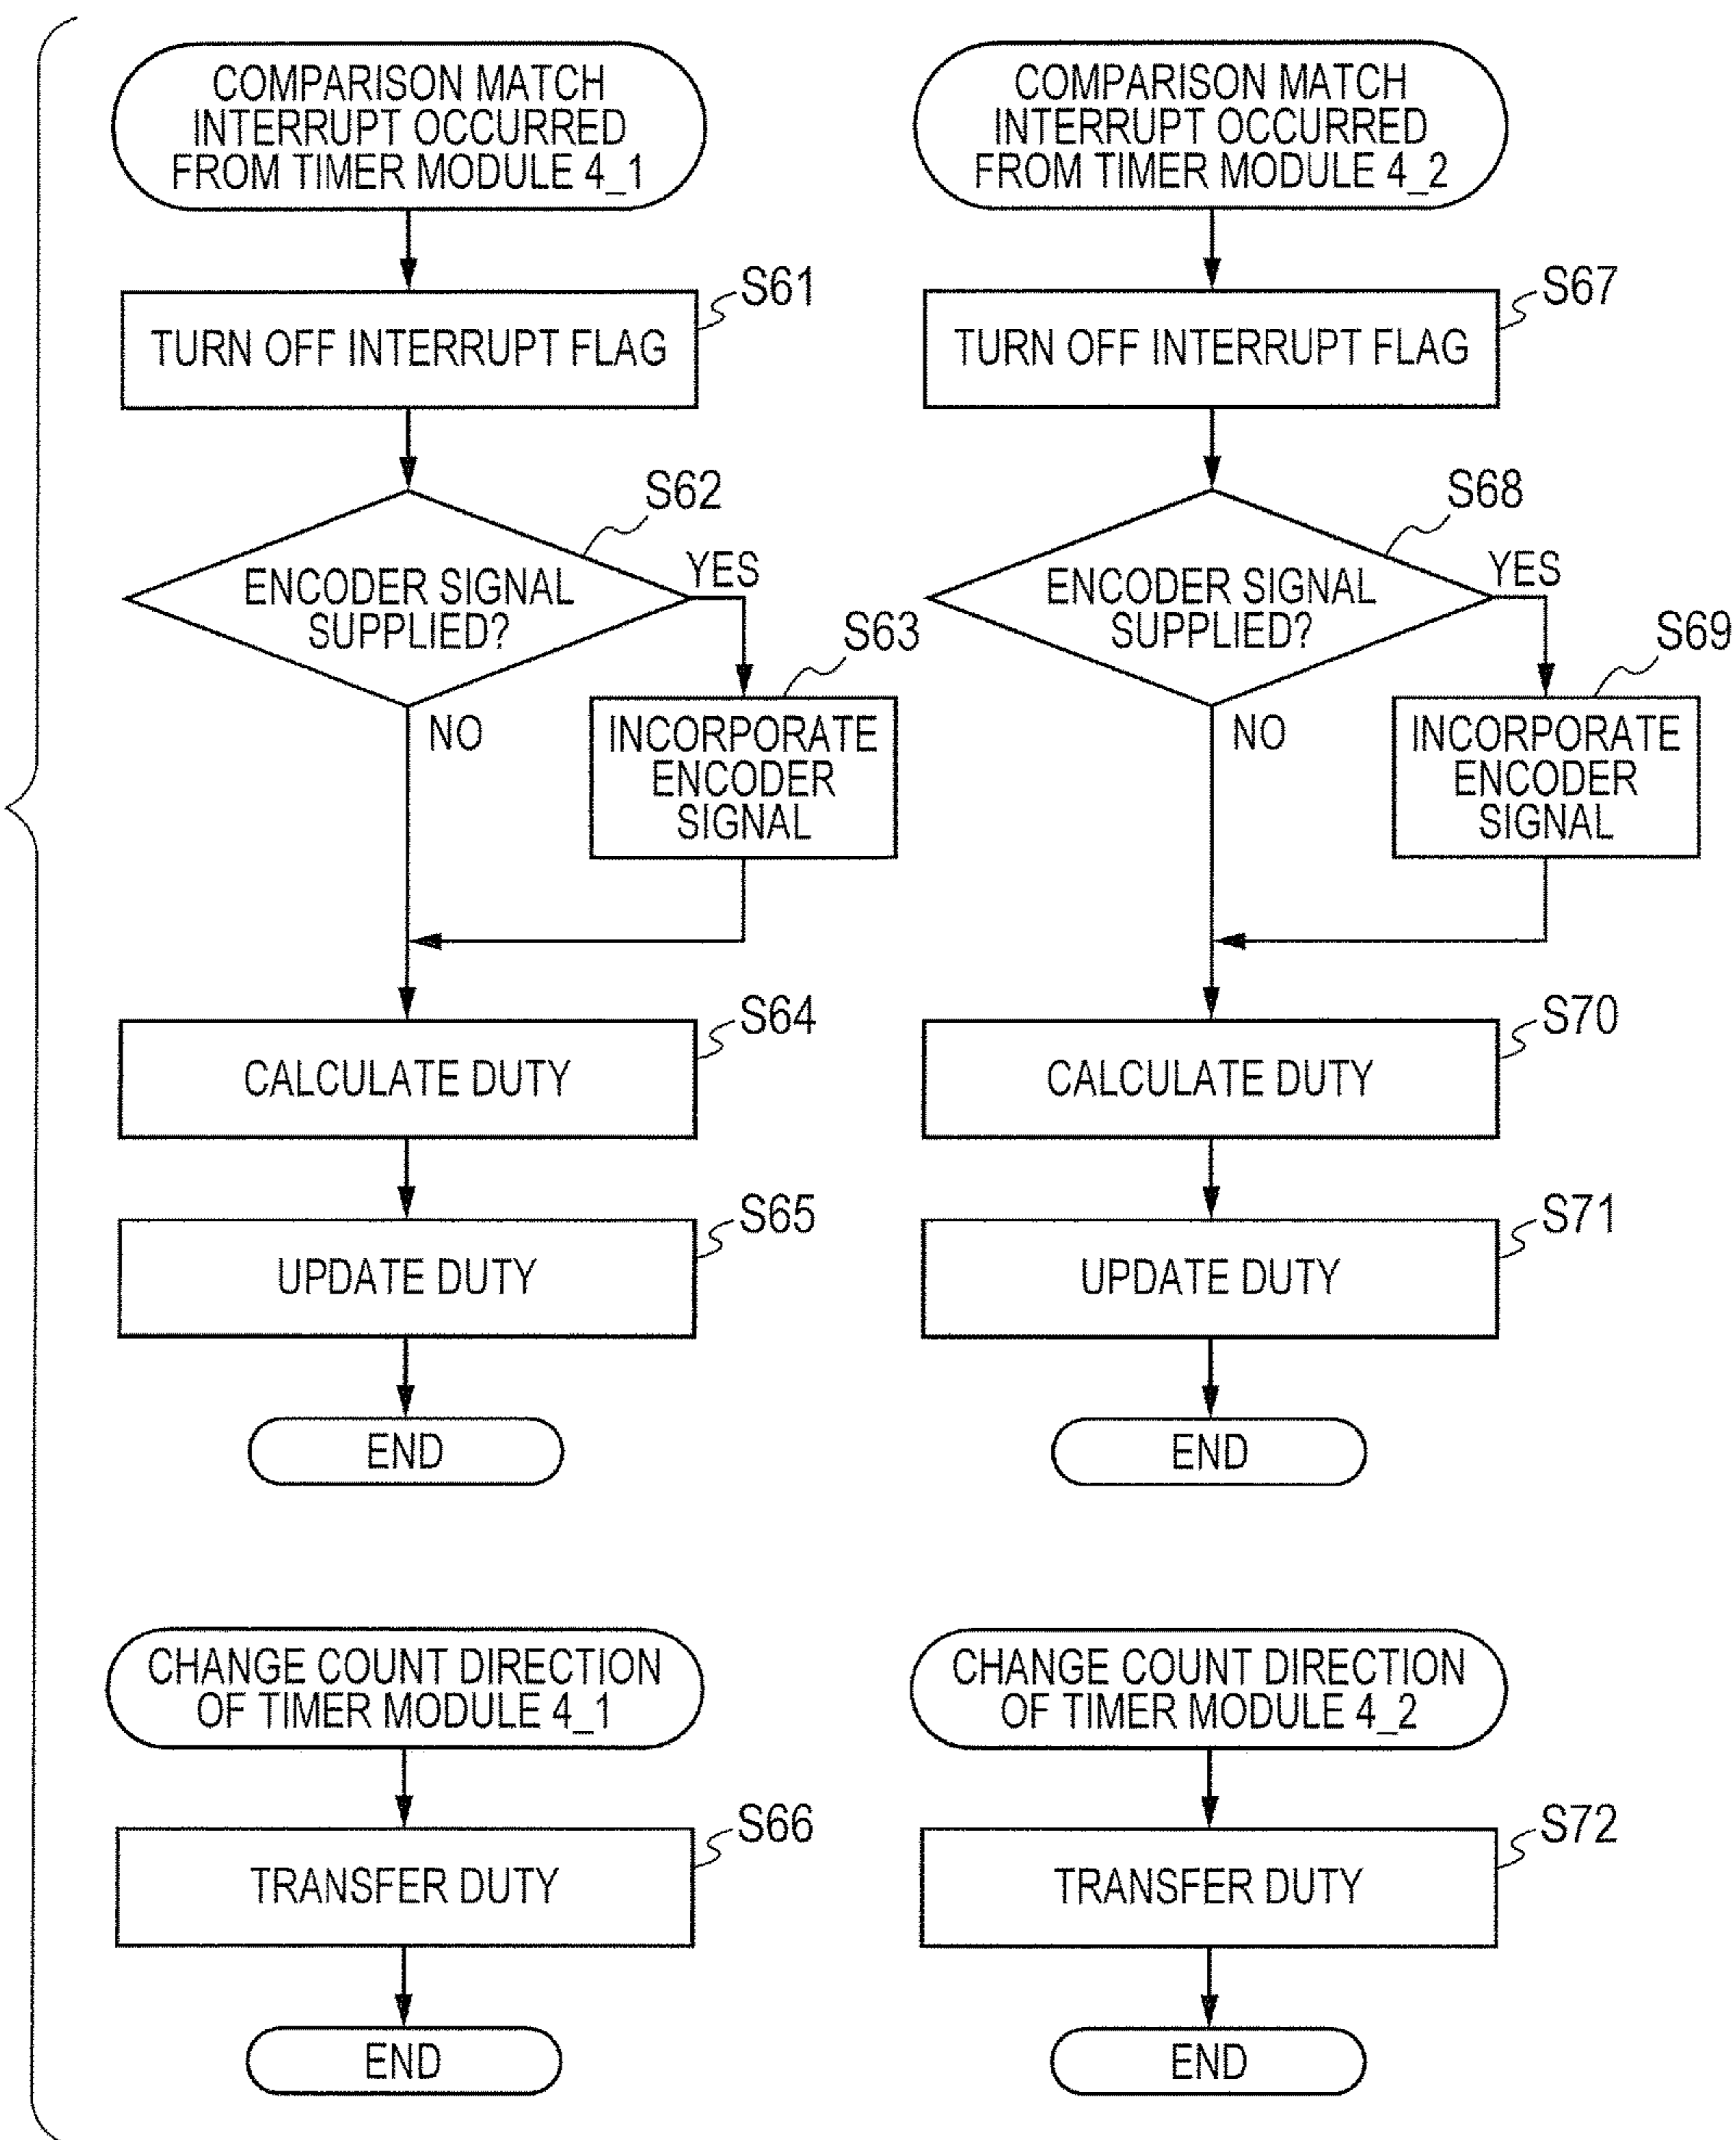 COMPARISON MATCH
INTERRUPT OCCURRED
FROM TIMER MODULE 4_1
S61
TURN OFF INTERRUPT FLAG
S62
ENCODER SIGNAL
SUPPLIED?
YES
NO
S63
INCORPORATE
ENCODER
SIGNAL
S64
CALCULATE DUTY
S65
UPDATE DUTY
END
COMPARISON MATCH
INTERRUPT OCCURRED
FROM TIMER MODULE 4_2
S67
TURN OFF INTERRUPT FLAG
S68
ENCODER SIGNAL
SUPPLIED?
YES
NO
S69
INCORPORATE
ENCODER
SIGNAL
S70
CALCULATE DUTY
S71
UPDATE DUTY
END
CHANGE COUNT DIRECTION
OF TIMER MODULE 4_1
S66
TRANSFER DUTY
END
CHANGE COUNT DIRECTION
OF TIMER MODULE 4_2
S72
TRANSFER DUTY
END